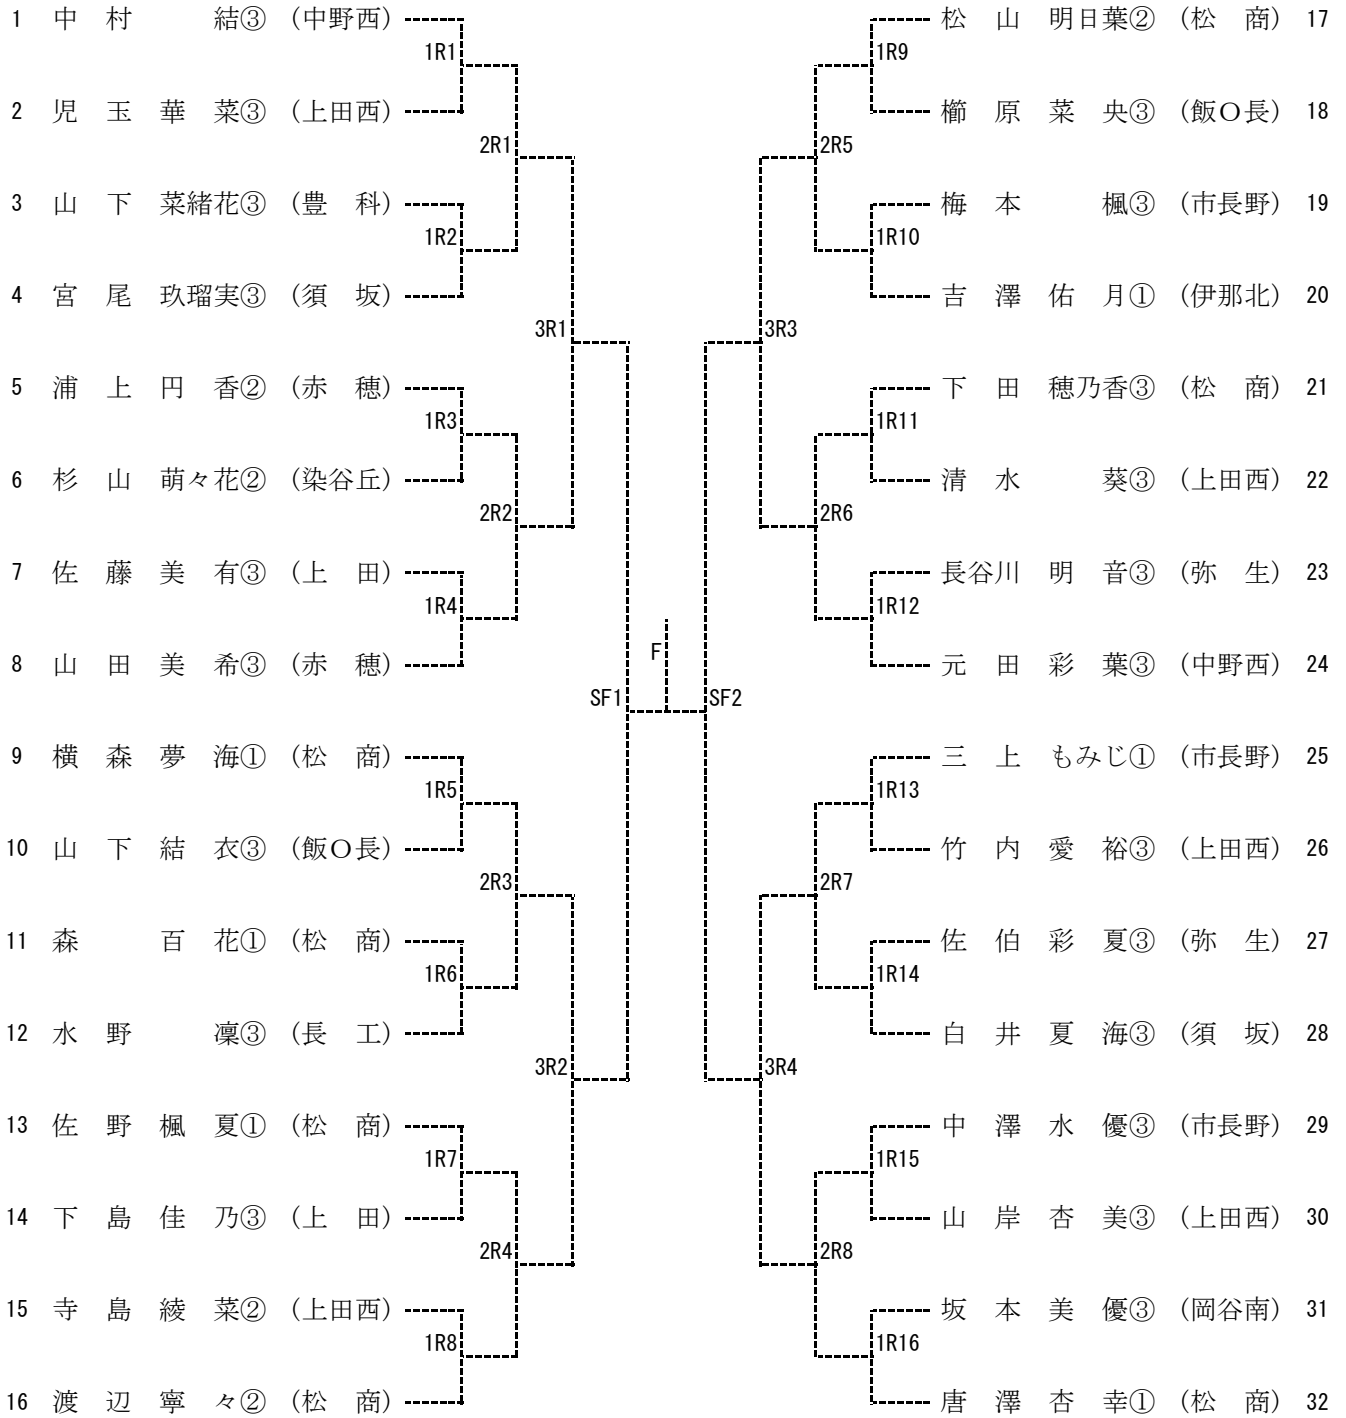 1 中 村 結③ (中野西) 松 山 明日葉② (松 商) 17
1R1 1R9
2 児 玉 華 菜③ (上田西) 櫛 原 菜 央③ (飯O長) 18
2R1 2R5
3 山 下 菜緒花③ (豊 科) 梅 本 楓③ (市長野) 19
1R2 1R10
4 宮 尾 玖瑠実③ (須 坂) 吉 澤 佑 月① (伊那北) 20
3R1 3R3
5 浦 上 円 香② (赤 穂) 下 田 穂乃香③ (松 商) 21
1R3 1R11
6 杉 山 萌々花② (染谷丘) 清 水 葵③ (上田西) 22
2R2 2R6
7 佐 藤 美 有③ (上 田) 長谷川 明 音③ (弥 生) 23
1R4 1R12
F
8 山 田 美 希③ (赤 穂) 元 田 彩 葉③ (中野西) 24
SF1 SF2
9 横 森 夢 海① (松 商) 三 上 もみじ① (市長野) 25
1R5 1R13
10 山 下 結 衣③ (飯O長) 竹 内 愛 裕③ (上田西) 26
2R3 2R7
11 森 百 花① (松 商) 佐 伯 彩 夏③ (弥 生) 27
1R6 1R14
12 水 野 凜③ (長 工) 白 井 夏 海③ (須 坂) 28
3R2 3R4
13 佐 野 楓 夏① (松 商) 中 澤 水 優③ (市長野) 29
1R7 1R15
14 下 島 佳 乃③ (上 田) 山 岸 杏 美③ (上田西) 30
2R4 2R8
15 寺 島 綾 菜② (上田西) 坂 本 美 優③ (岡谷南) 31
1R8 1R16
16 渡 辺 寧 々② (松 商) 唐 澤 杏 幸① (松 商) 32